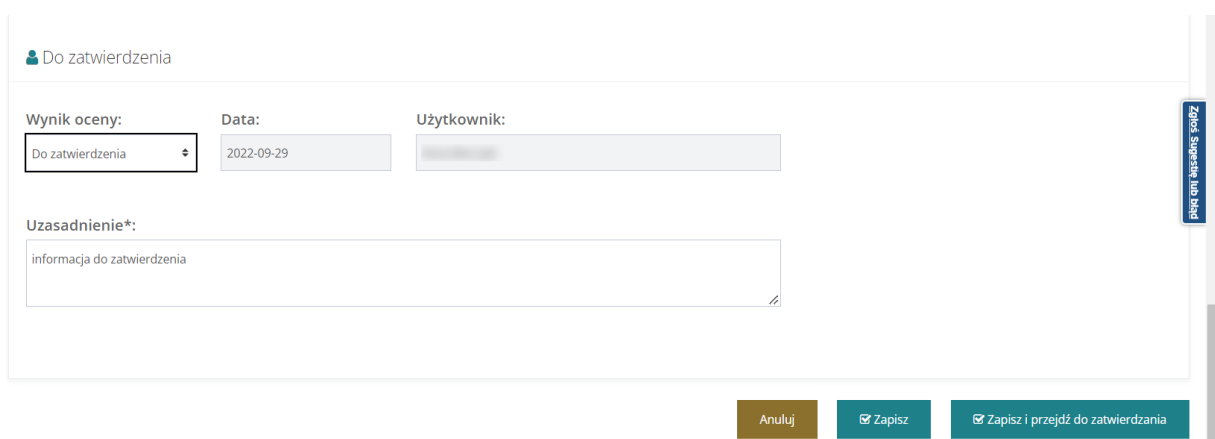 Do zatwierdzenia
Wynik oceny: Data: Użytkownik:
Do zatwierdzenia 2022-09-29
Zgłoś Sugestię lub błąd
Uzasadnienie*:
informacja do zatwierdzenia
Anuluj Zapisz Zapisz i przejdź do zatwierdzania